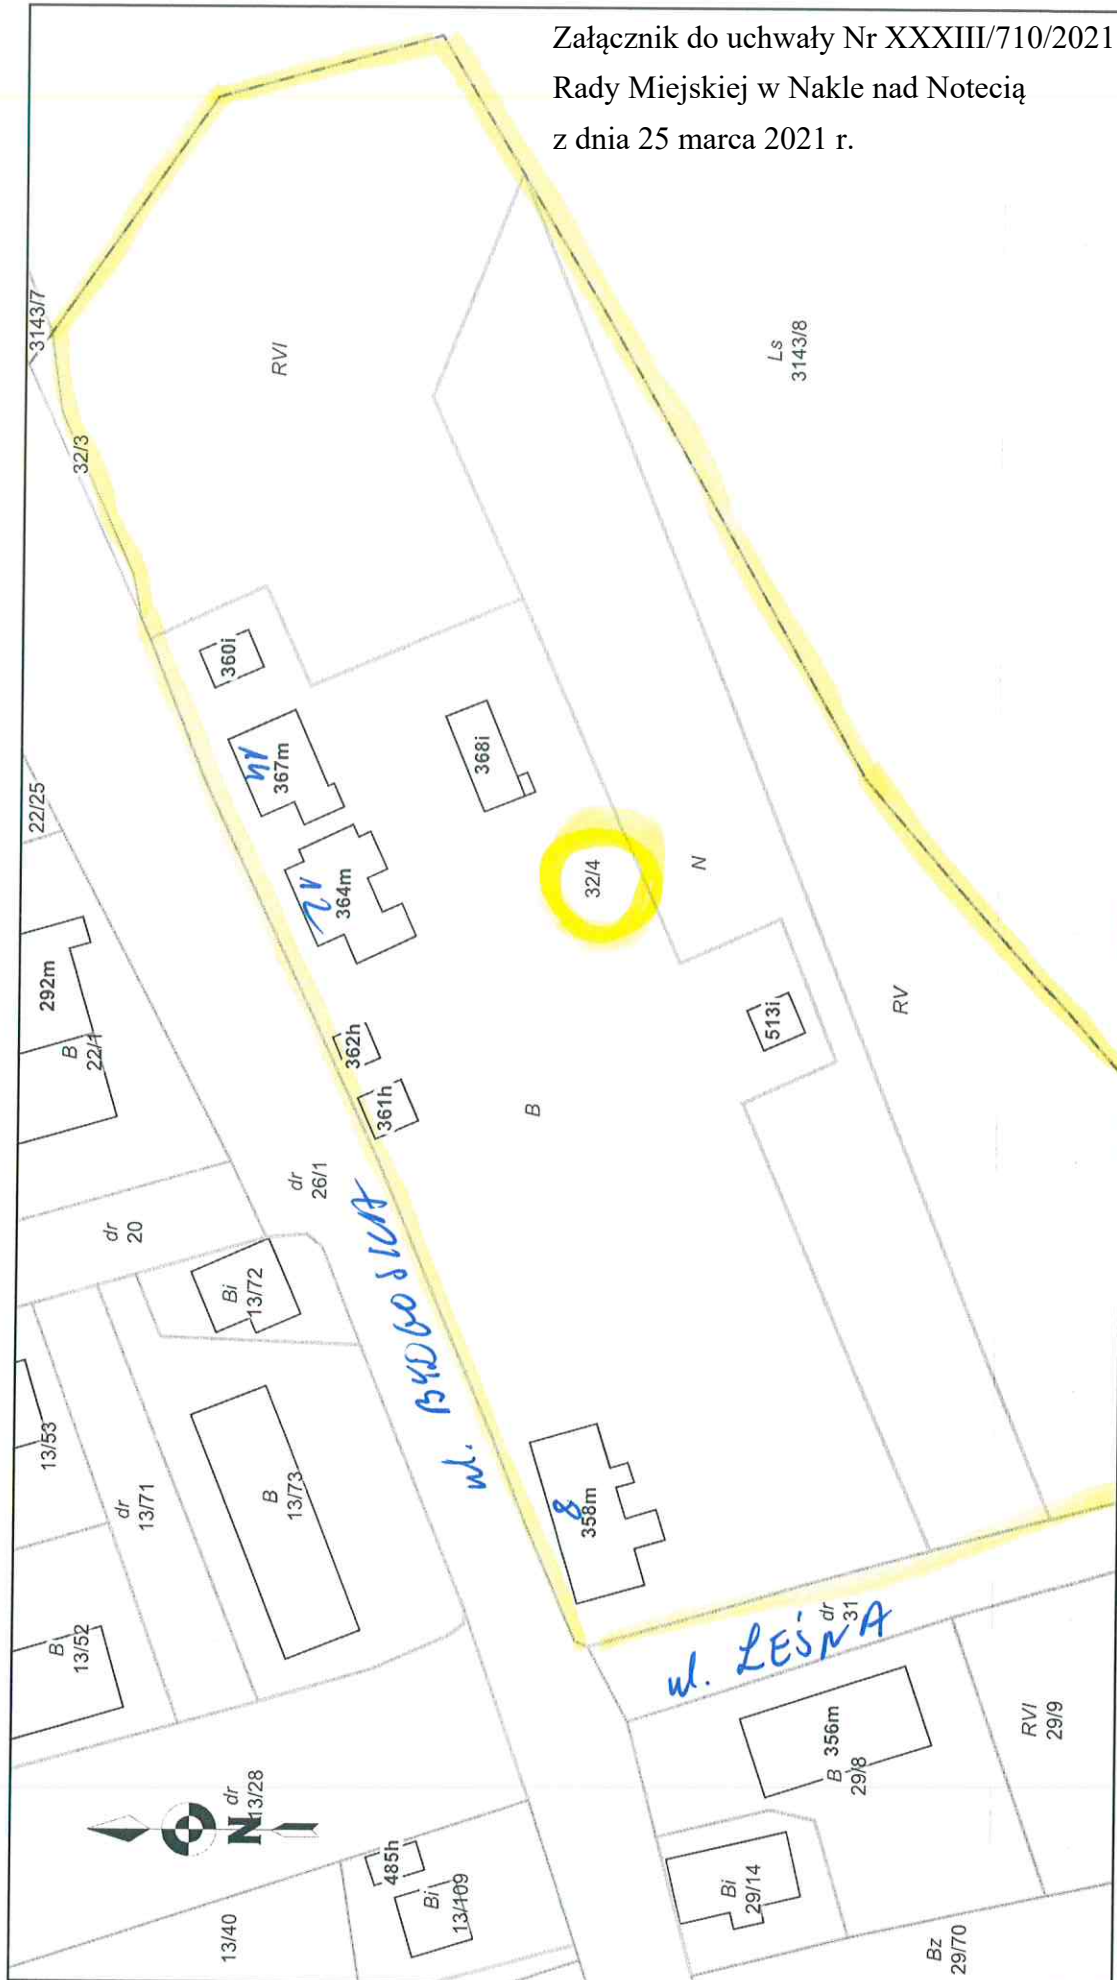 Załącznik do uchwały Nr XXXIII/710/2021
Rady Miejskiej w Nakle nad Notecią
z dnia 25 marca 2021 r.
3143/7
32/3
RVI
Ls
3143/8
360i
367m
368i
22/25
364m
32/4
N
292m
B
22/1
362h
361h
513i
RV
B
dr
26/1
dr
20
Bi
13/72
ul. BYDGOSKA
13/53
dr
13/71
B
13/73
8
358m
B
13/52
dr
31
ul. LEŚNA
356m
B
29/8
RVI
29/9
dr
13/28
N
485h
Bi
13/109
13/40
Bi
29/14
Bz
29/70